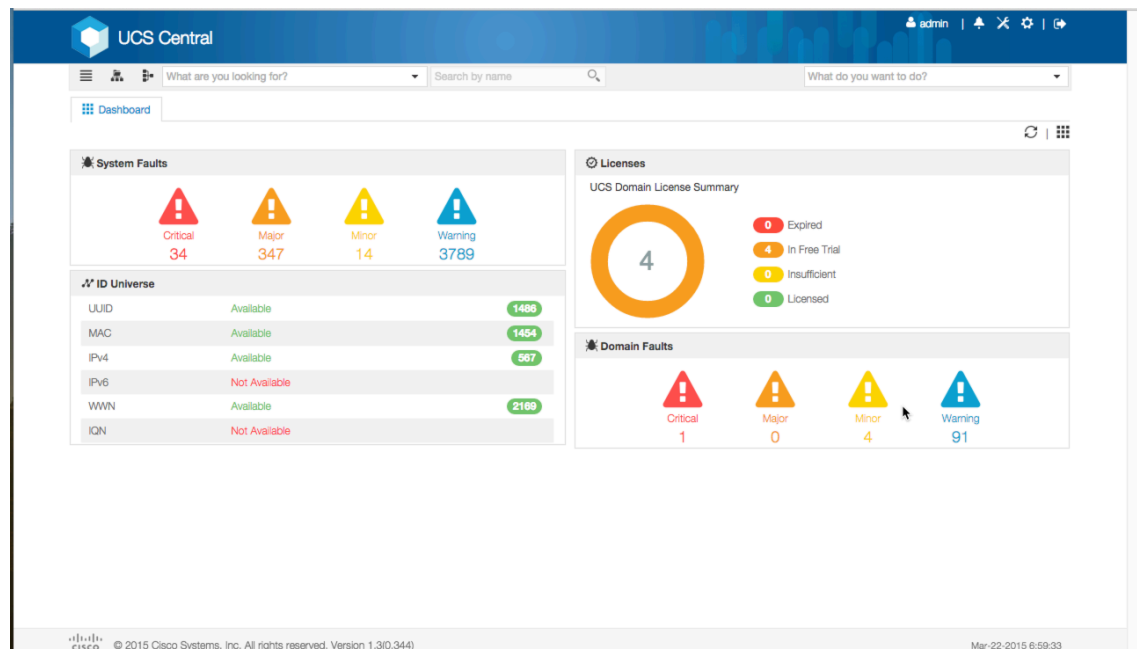 UCS Central
admin
What are you looking for?
Search by name
What do you want to do?
Dashboard
System Faults
Critical Major Minor Warning
34 347 14 3789
ID Universe
UUID Available 1486
MAC Available 1454
IPv4 Available 567
IPv6 Not Available
WWN Available 2169
IQN Not Available
Licenses
UCS Domain License Summary
4
0 Expired
4 In Free Trial
0 Insufficient
0 Licensed
Domain Faults
Critical Major Minor Warning
1 0 4 91
CISCO © 2015 Cisco Systems, Inc. All rights reserved. Version 1.3(0.344)
Mar-22-2015 6:59:33